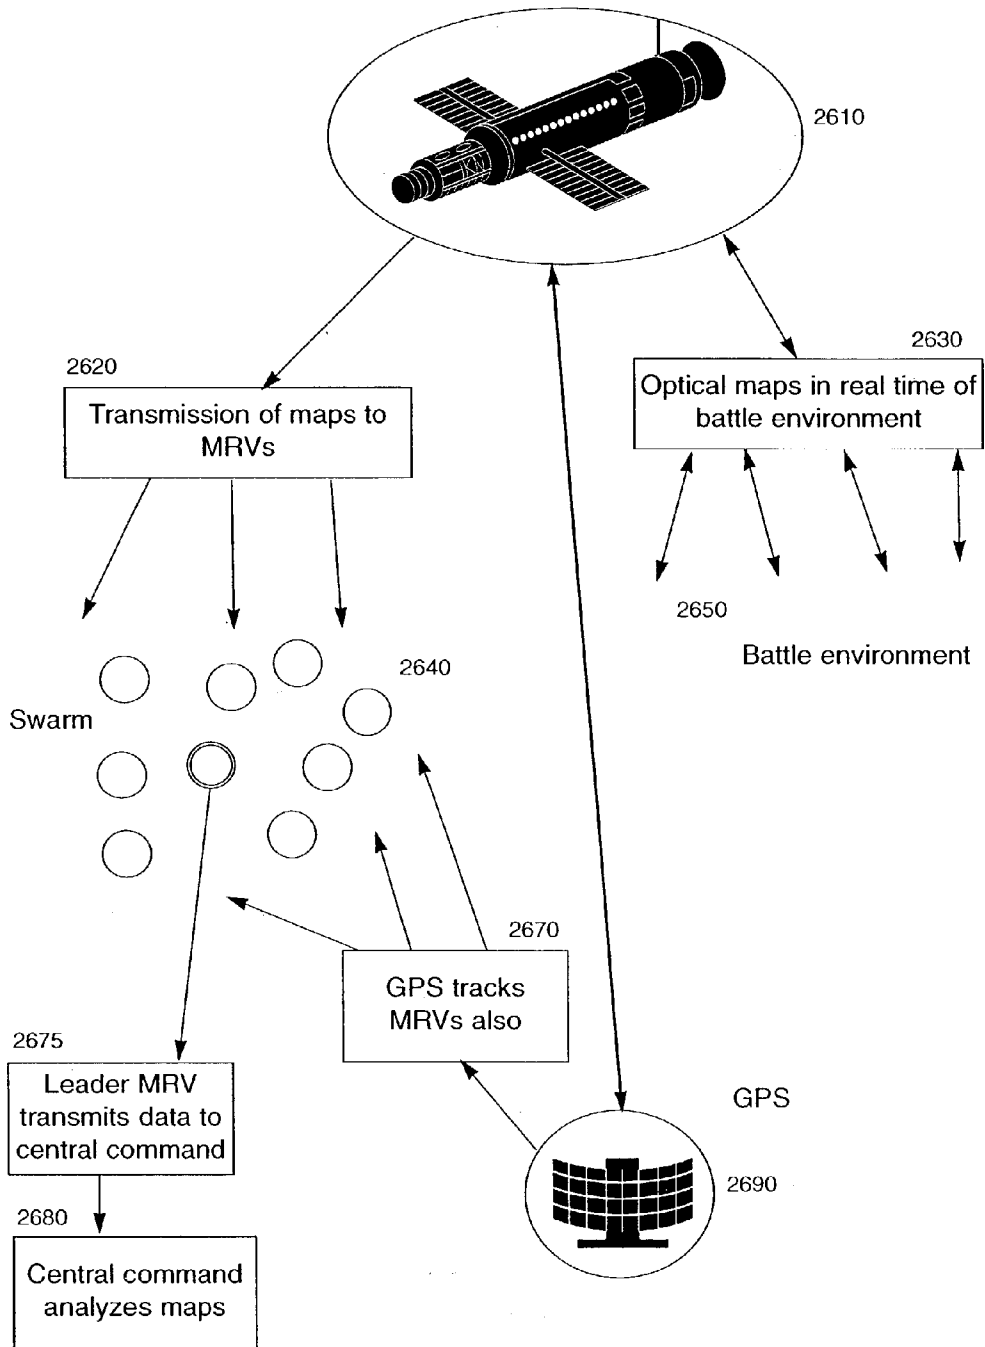 2610
2620
Transmission of maps to
MRVs
2630
Optical maps in real time of
battle environment
2650
Battle environment
2640
Swarm
2670
GPS tracks
MRVs also
2675
Leader MRV
transmits data to
central command
GPS
2690
2680
Central command
analyzes maps